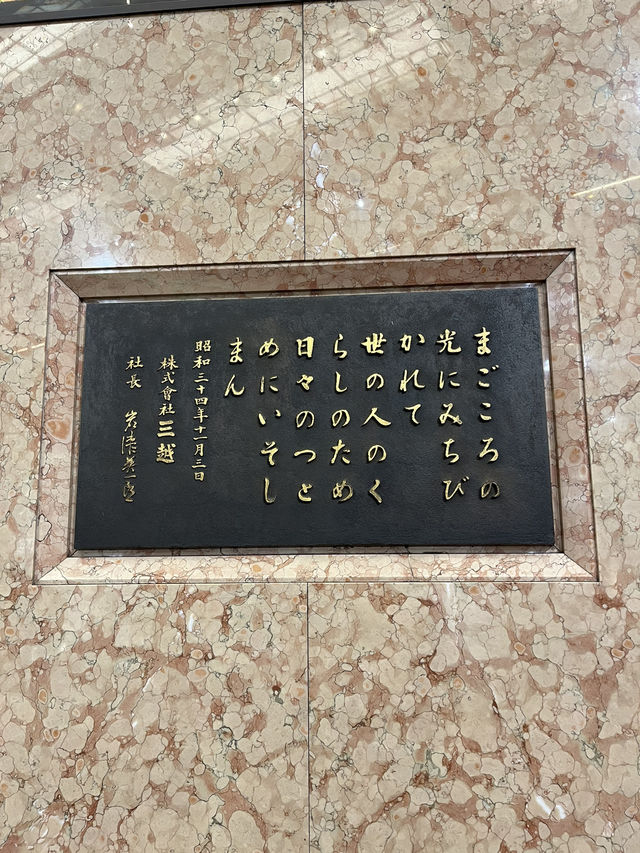 まごころの
光にみちび
かれて
世の人のく
らしのため
日々のつと
めにいそし
まん
昭和三十四年十一月三日
株式會社三越
社長 岩瀬英一郎